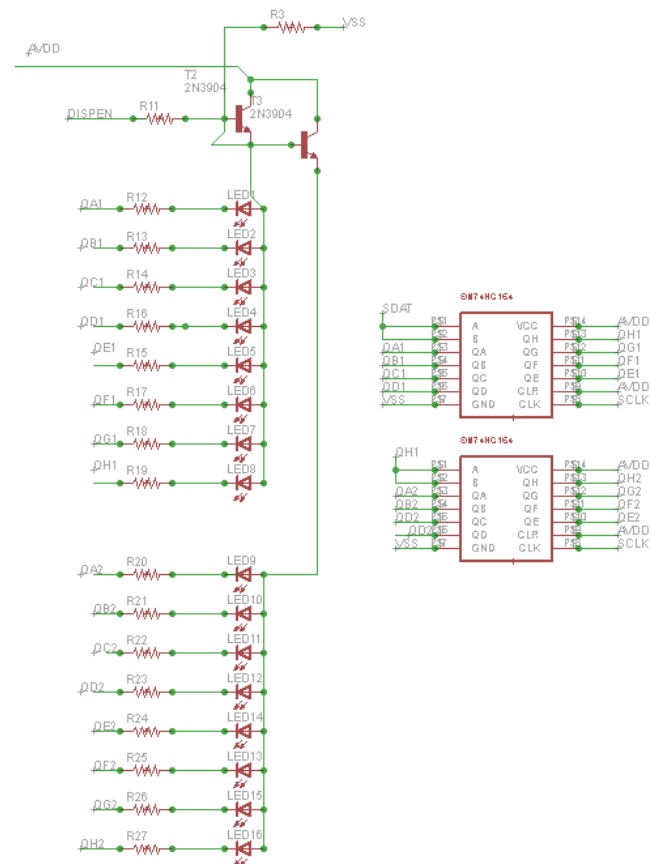 R3
VSS
AVDD
T2
2N3904
T3
2N3904
DISPEN
R11
QA1
R12
LED1
QB1
R13
LED2
QC1
R14
LED3
QD1
R16
LED4
QE1
R15
LED5
QF1
R17
LED6
QG1
R18
LED7
QH1
R19
LED8
QA2
R20
LED9
QB2
R21
LED10
QC2
R22
LED11
QD2
R23
LED12
QE2
R24
LED14
QF2
R25
LED13
QG2
R26
LED15
QH2
R27
LED16
SDAT
A VCC AVDD
B QH QH1
QA1 QA QG QG1
QB1 QB QF QF1
QC1 QC QE QE1
QD1 QD CLR AVDD
VSS GND CLK SCLK
QH1
A VCC AVDD
B QH QH2
QA2 QA QG QG2
QB2 QB QF QF2
QD2 QC QE QE2
QD2 QD CLR AVDD
VSS GND CLK SCLK